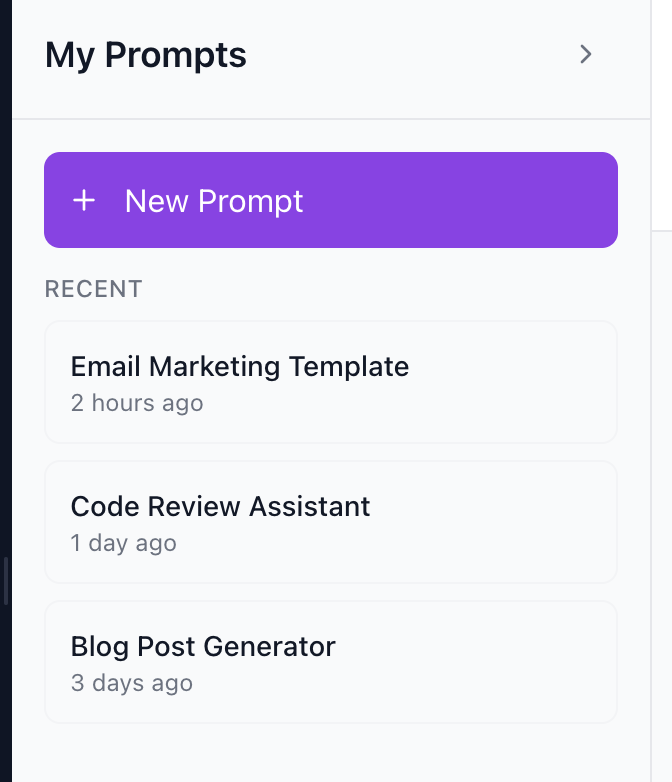 My Prompts
+ New Prompt
RECENT
Email Marketing Template
2 hours ago
Code Review Assistant
1 day ago
Blog Post Generator
3 days ago